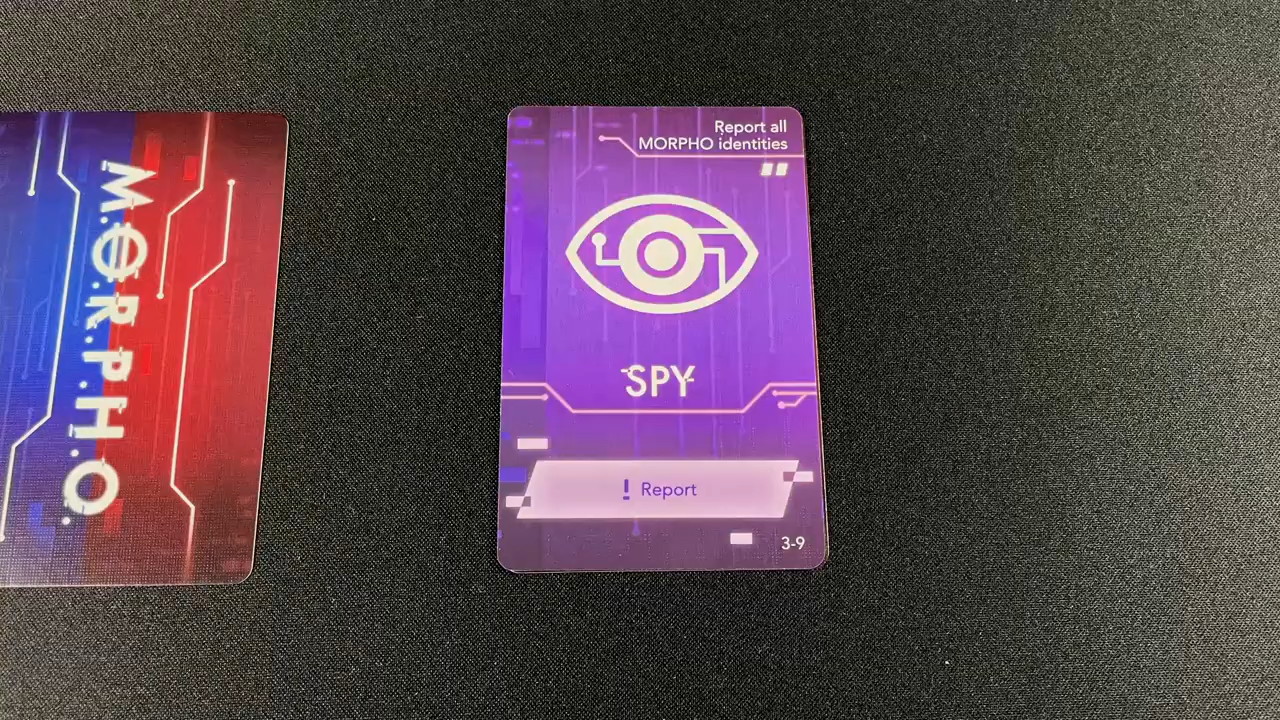 M.O.R.P.H.O.
Report all
MORPHO identities
SPY
! Report
3-9